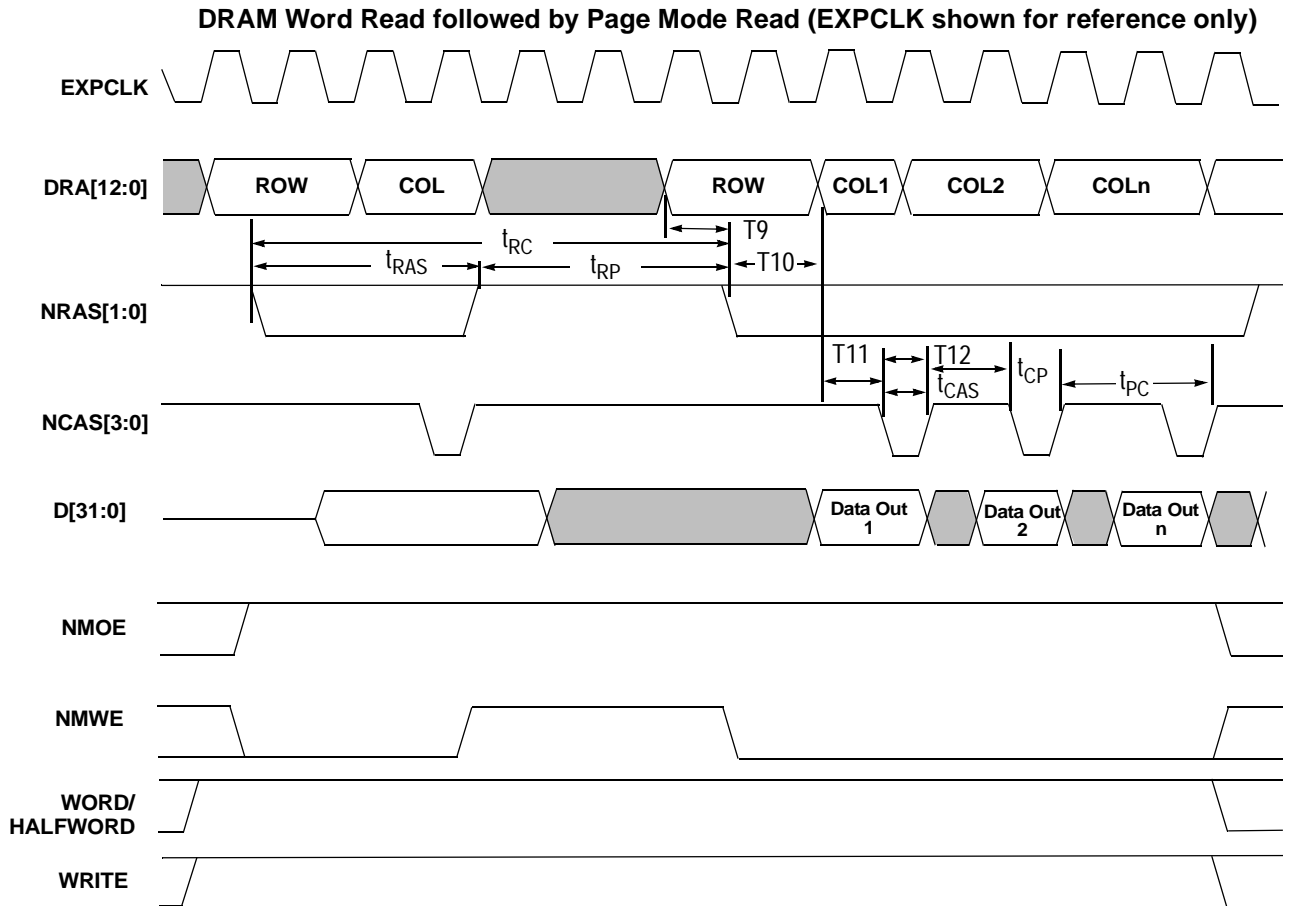 DRAM Word Read followed by Page Mode Read (EXPCLK shown for reference only)
EXPCLK
DRA[12:0]
ROW
COL
ROW
COL1
COL2
COLn
T9
tRC
tRAS
tRP
T10
NRAS[1:0]
T11
T12
tCAS
tCP
tPC
NCAS[3:0]
D[31:0]
Data Out
1
Data Out
2
Data Out
n
NMOE
NMWE
WORD/
HALFWORD
WRITE